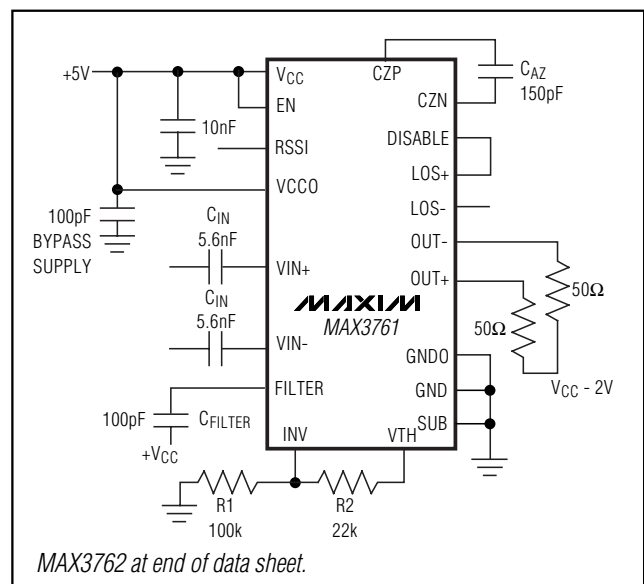 +5V
VCC
EN
10nF
RSSI
VCCO
100pF
BYPASS
SUPPLY
CIN
5.6nF
VIN+
CIN
5.6nF
VIN-
FILTER
100pF
CFILTER
+VCC
INV
VTH
R1
100k
R2
22k
CZP
CZN
CAZ
150pF
DISABLE
LOS+
LOS-
OUT-
OUT+
50Ω
50Ω
VCC - 2V
GNDO
GND
SUB
MAXIM
MAX3761
MAX3762 at end of data sheet.